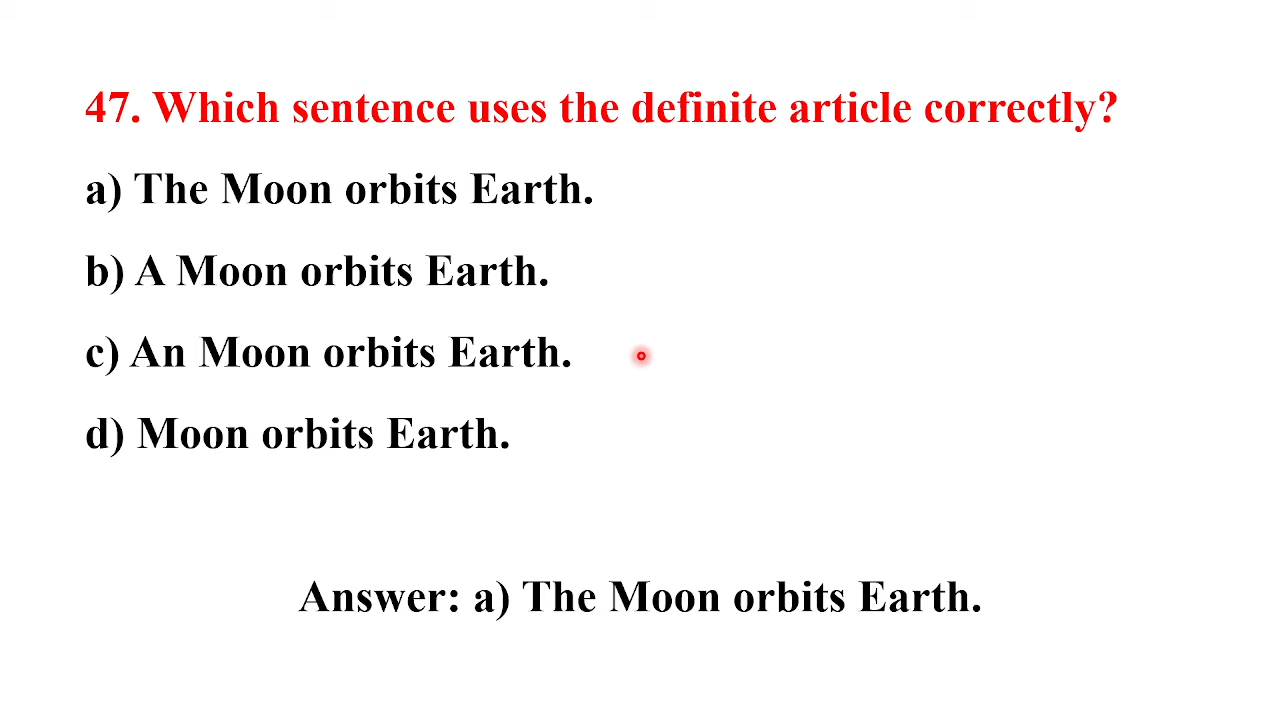 47. Which sentence uses the definite article correctly?
a) The Moon orbits Earth.
b) A Moon orbits Earth.
c) An Moon orbits Earth.
d) Moon orbits Earth.
Answer: a) The Moon orbits Earth.